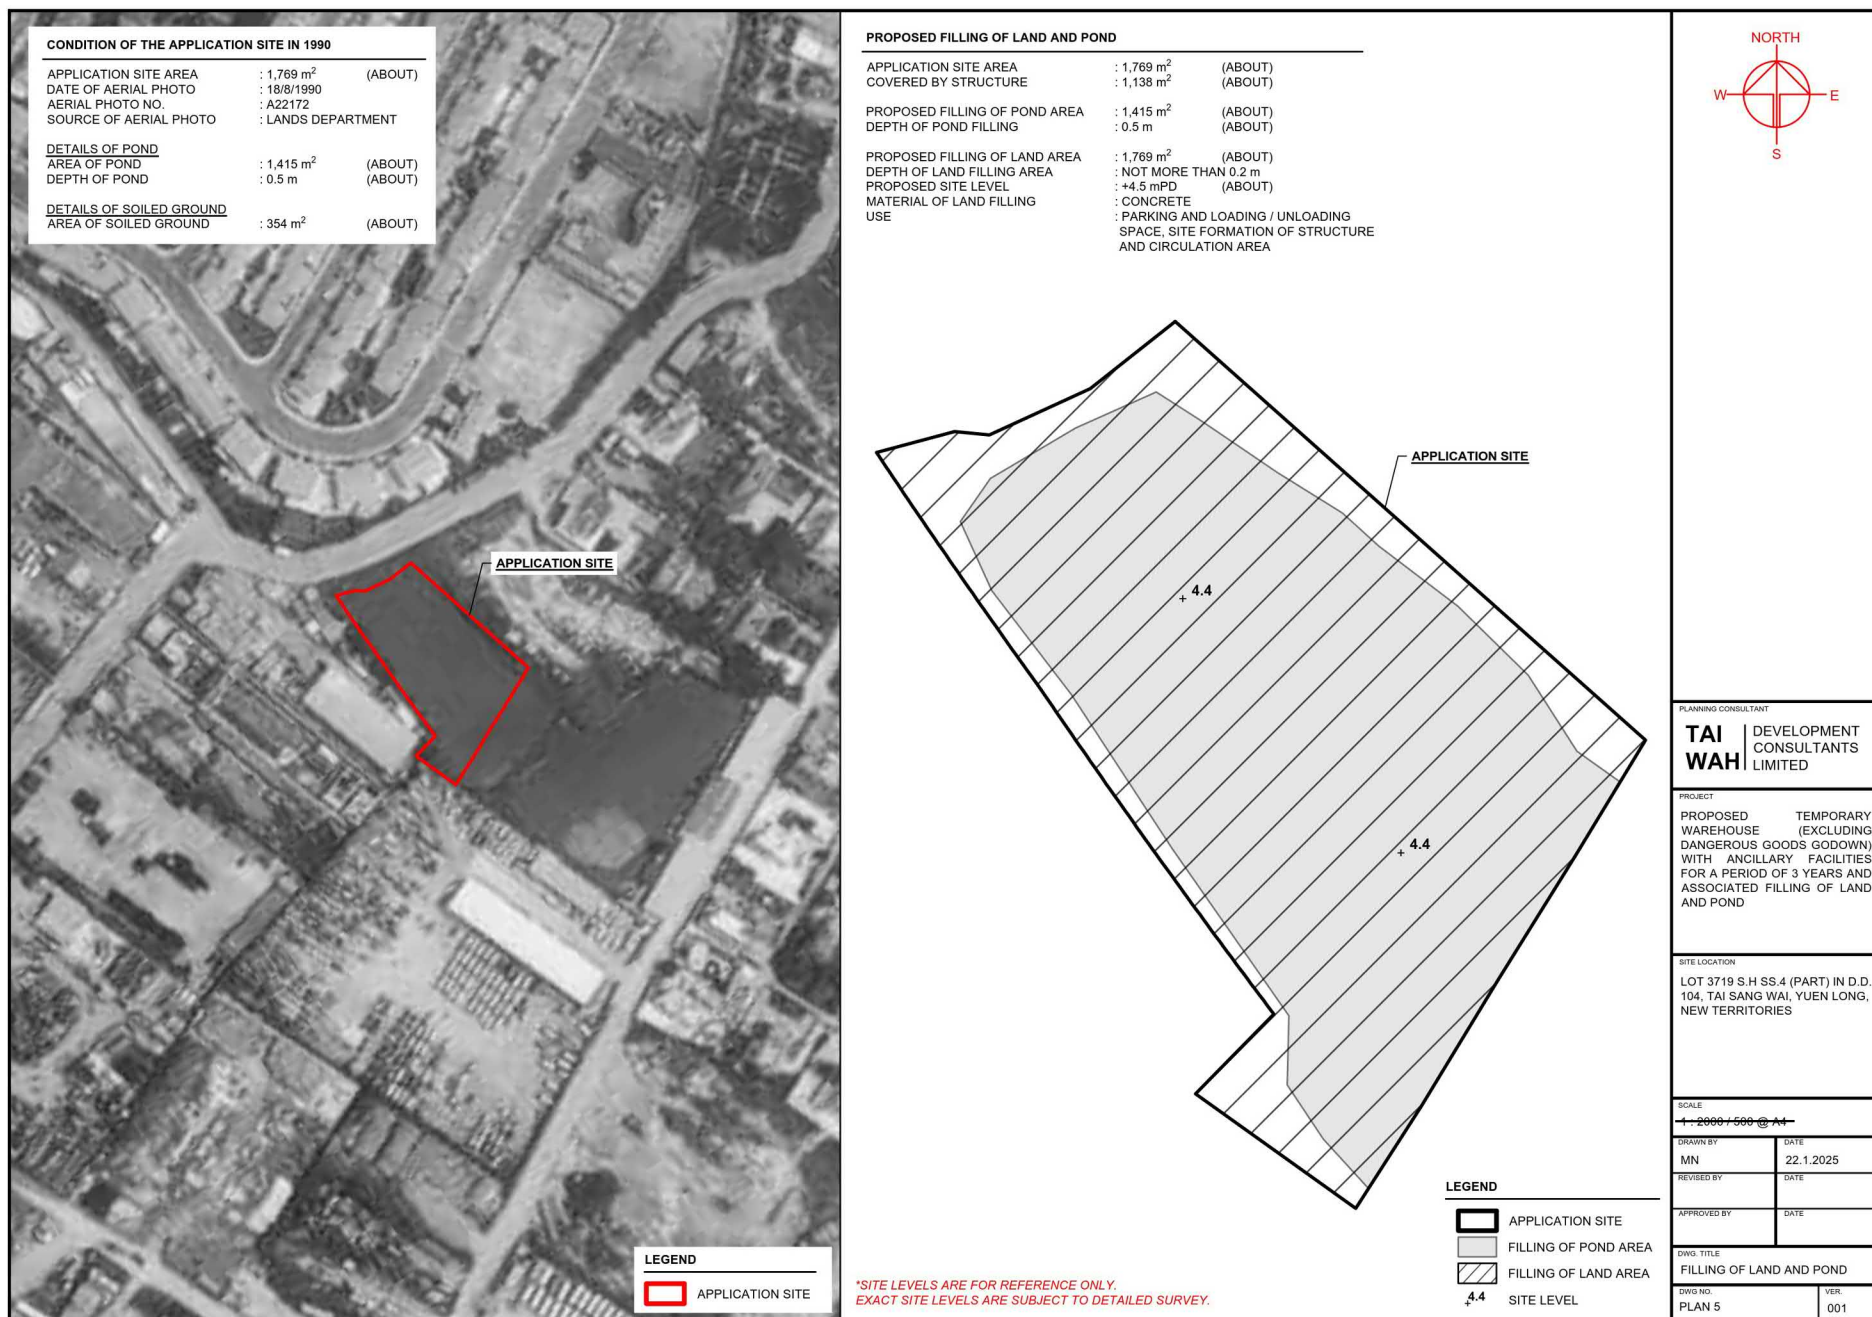 CONDITION OF THE APPLICATION SITE IN 1990
APPLICATION SITE AREA : 1,769 m² (ABOUT)
DATE OF AERIAL PHOTO : 18/8/1990
AERIAL PHOTO NO. : A22172
SOURCE OF AERIAL PHOTO : LANDS DEPARTMENT
DETAILS OF POND
AREA OF POND : 1,415 m² (ABOUT)
DEPTH OF POND : 0.5 m (ABOUT)
DETAILS OF SOILED GROUND
AREA OF SOILED GROUND : 354 m² (ABOUT)
APPLICATION SITE
LEGEND
APPLICATION SITE
PROPOSED FILLING OF LAND AND POND
APPLICATION SITE AREA : 1,769 m² (ABOUT)
COVERED BY STRUCTURE : 1,138 m² (ABOUT)
PROPOSED FILLING OF POND AREA : 1,415 m² (ABOUT)
DEPTH OF POND FILLING : 0.5 m (ABOUT)
PROPOSED FILLING OF LAND AREA : 1,769 m² (ABOUT)
DEPTH OF LAND FILLING AREA : NOT MORE THAN 0.2 m
PROPOSED SITE LEVEL : +4.5 mPD (ABOUT)
MATERIAL OF LAND FILLING : CONCRETE
USE : PARKING AND LOADING / UNLOADING
SPACE, SITE FORMATION OF STRUCTURE
AND CIRCULATION AREA
APPLICATION SITE
4.4
4.4
*SITE LEVELS ARE FOR REFERENCE ONLY.
EXACT SITE LEVELS ARE SUBJECT TO DETAILED SURVEY.
LEGEND
APPLICATION SITE
FILLING OF POND AREA
FILLING OF LAND AREA
4.4 SITE LEVEL
NORTH
W E
S
PLANNING CONSULTANT
TAI WAH
DEVELOPMENT
CONSULTANTS
LIMITED
PROJECT
PROPOSED TEMPORARY
WAREHOUSE (EXCLUDING
DANGEROUS GOODS GODOWN)
WITH ANCILLARY FACILITIES
FOR A PERIOD OF 3 YEARS AND
ASSOCIATED FILLING OF LAND
AND POND
SITE LOCATION
LOT 3719 S.H SS.4 (PART) IN D.D.
104, TAI SANG WAI, YUEN LONG,
NEW TERRITORIES
SCALE
1 : 2000 / 500 @ A4
DRAWN BY DATE
MN 22.1.2025
REVISED BY DATE
APPROVED BY DATE
DWG. TITLE
FILLING OF LAND AND POND
DWG NO. VER.
PLAN 5 001